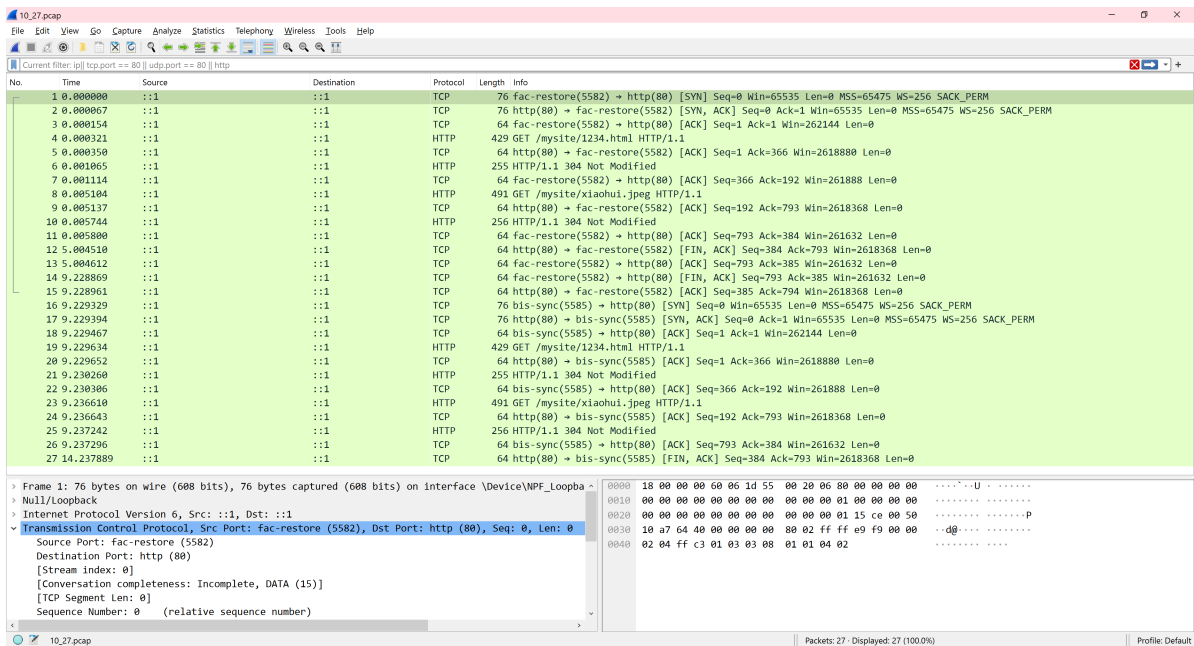 10_27.pcap
File Edit View Go Capture Analyze Statistics Telephony Wireless Tools Help
Current filter: ip|| tcp.port == 80 || udp.port == 80 || http
No. Time Source Destination Protocol Length Info
1 0.000000 ::1 ::1 TCP 76 fac-restore(5582) → http(80) [SYN] Seq=0 Win=65535 Len=0 MSS=65475 WS=256 SACK_PERM
2 0.000067 ::1 ::1 TCP 76 http(80) → fac-restore(5582) [SYN, ACK] Seq=0 Ack=1 Win=65535 Len=0 MSS=65475 WS=256 SACK_PERM
3 0.000154 ::1 ::1 TCP 64 fac-restore(5582) → http(80) [ACK] Seq=1 Ack=1 Win=262144 Len=0
4 0.000321 ::1 ::1 HTTP 429 GET /mysite/1234.html HTTP/1.1
5 0.000350 ::1 ::1 TCP 64 http(80) → fac-restore(5582) [ACK] Seq=1 Ack=366 Win=2618880 Len=0
6 0.001065 ::1 ::1 HTTP 255 HTTP/1.1 304 Not Modified
7 0.001114 ::1 ::1 TCP 64 fac-restore(5582) → http(80) [ACK] Seq=366 Ack=192 Win=261888 Len=0
8 0.005104 ::1 ::1 HTTP 491 GET /mysite/xiaohui.jpeg HTTP/1.1
9 0.005137 ::1 ::1 TCP 64 http(80) → fac-restore(5582) [ACK] Seq=192 Ack=793 Win=2618368 Len=0
10 0.005744 ::1 ::1 HTTP 256 HTTP/1.1 304 Not Modified
11 0.005800 ::1 ::1 TCP 64 fac-restore(5582) → http(80) [ACK] Seq=793 Ack=384 Win=261632 Len=0
12 5.004510 ::1 ::1 TCP 64 http(80) → fac-restore(5582) [FIN, ACK] Seq=384 Ack=793 Win=2618368 Len=0
13 5.004612 ::1 ::1 TCP 64 fac-restore(5582) → http(80) [ACK] Seq=793 Ack=385 Win=261632 Len=0
14 9.228869 ::1 ::1 TCP 64 fac-restore(5582) → http(80) [FIN, ACK] Seq=793 Ack=385 Win=261632 Len=0
15 9.228961 ::1 ::1 TCP 64 http(80) → fac-restore(5582) [ACK] Seq=385 Ack=794 Win=2618368 Len=0
16 9.229329 ::1 ::1 TCP 76 bis-sync(5585) → http(80) [SYN] Seq=0 Win=65535 Len=0 MSS=65475 WS=256 SACK_PERM
17 9.229394 ::1 ::1 TCP 76 http(80) → bis-sync(5585) [SYN, ACK] Seq=0 Ack=1 Win=65535 Len=0 MSS=65475 WS=256 SACK_PERM
18 9.229467 ::1 ::1 TCP 64 bis-sync(5585) → http(80) [ACK] Seq=1 Ack=1 Win=262144 Len=0
19 9.229634 ::1 ::1 HTTP 429 GET /mysite/1234.html HTTP/1.1
20 9.229652 ::1 ::1 TCP 64 http(80) → bis-sync(5585) [ACK] Seq=1 Ack=366 Win=2618880 Len=0
21 9.230260 ::1 ::1 HTTP 255 HTTP/1.1 304 Not Modified
22 9.230306 ::1 ::1 TCP 64 bis-sync(5585) → http(80) [ACK] Seq=366 Ack=192 Win=261888 Len=0
23 9.236610 ::1 ::1 HTTP 491 GET /mysite/xiaohui.jpeg HTTP/1.1
24 9.236643 ::1 ::1 TCP 64 http(80) → bis-sync(5585) [ACK] Seq=192 Ack=793 Win=2618368 Len=0
25 9.237242 ::1 ::1 HTTP 256 HTTP/1.1 304 Not Modified
26 9.237296 ::1 ::1 TCP 64 bis-sync(5585) → http(80) [ACK] Seq=793 Ack=384 Win=261632 Len=0
27 14.237889 ::1 ::1 TCP 64 http(80) → bis-sync(5585) [FIN, ACK] Seq=384 Ack=793 Win=2618368 Len=0
Frame 1: 76 bytes on wire (608 bits), 76 bytes captured (608 bits) on interface \Device\NPF_Loopba
Null/Loopback
Internet Protocol Version 6, Src: ::1, Dst: ::1
Transmission Control Protocol, Src Port: fac-restore (5582), Dst Port: http (80), Seq: 0, Len: 0
Source Port: fac-restore (5582)
Destination Port: http (80)
[Stream index: 0]
[Conversation completeness: Incomplete, DATA (15)]
[TCP Segment Len: 0]
Sequence Number: 0 (relative sequence number)
0000 18 00 00 00 60 06 1d 55 00 20 06 80 00 00 00 00 ····`··U · ······
0010 00 00 00 00 00 00 00 00 00 00 00 01 00 00 00 00 ········ ········
0020 00 00 00 00 00 00 00 00 00 00 00 01 15 ce 00 50 ········ ·······P
0030 10 a7 64 40 00 00 00 00 80 02 ff ff e9 f9 00 00 ··d@···· ········
0040 02 04 ff c3 01 03 03 08 01 01 04 02 ········ ····
10_27.pcap
Packets: 27 · Displayed: 27 (100.0%)
Profile: Default